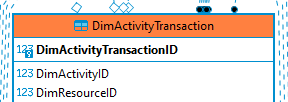 DimActivityTransaction
123 DimActivityTransactionID
123 DimActivityID
123 DimResourceID